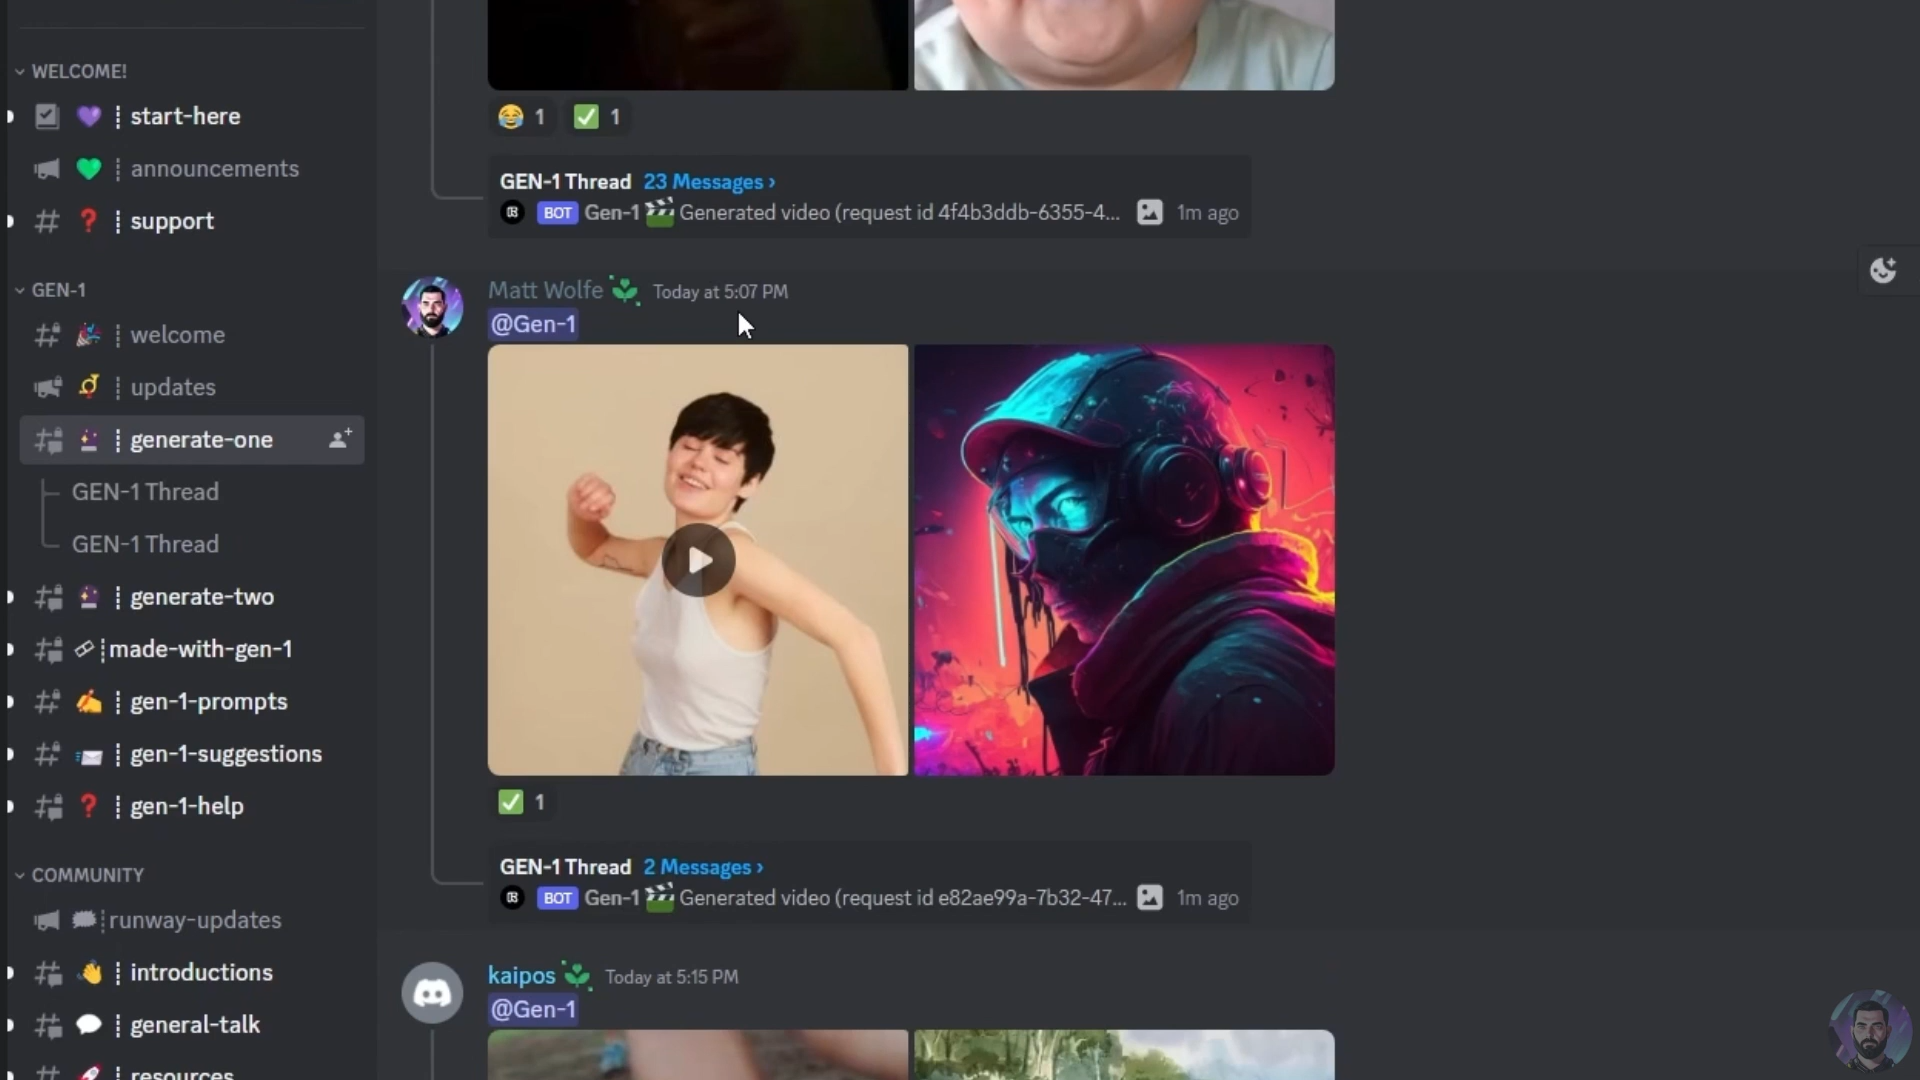 WELCOME!
start-here
announcements
support
GEN-1
welcome
updates
generate-one
GEN-1 Thread
GEN-1 Thread
generate-two
made-with-gen-1
gen-1-prompts
gen-1-suggestions
gen-1-help
COMMUNITY
runway-updates
introductions
general-talk
resources
1 1
GEN-1 Thread 23 Messages ›
BOT Gen-1 Generated video (request id 4f4b3ddb-6355-4... 1m ago
Matt Wolfe Today at 5:07 PM
@Gen-1
1
GEN-1 Thread 2 Messages ›
BOT Gen-1 Generated video (request id e82ae99a-7b32-47... 1m ago
kaipos Today at 5:15 PM
@Gen-1